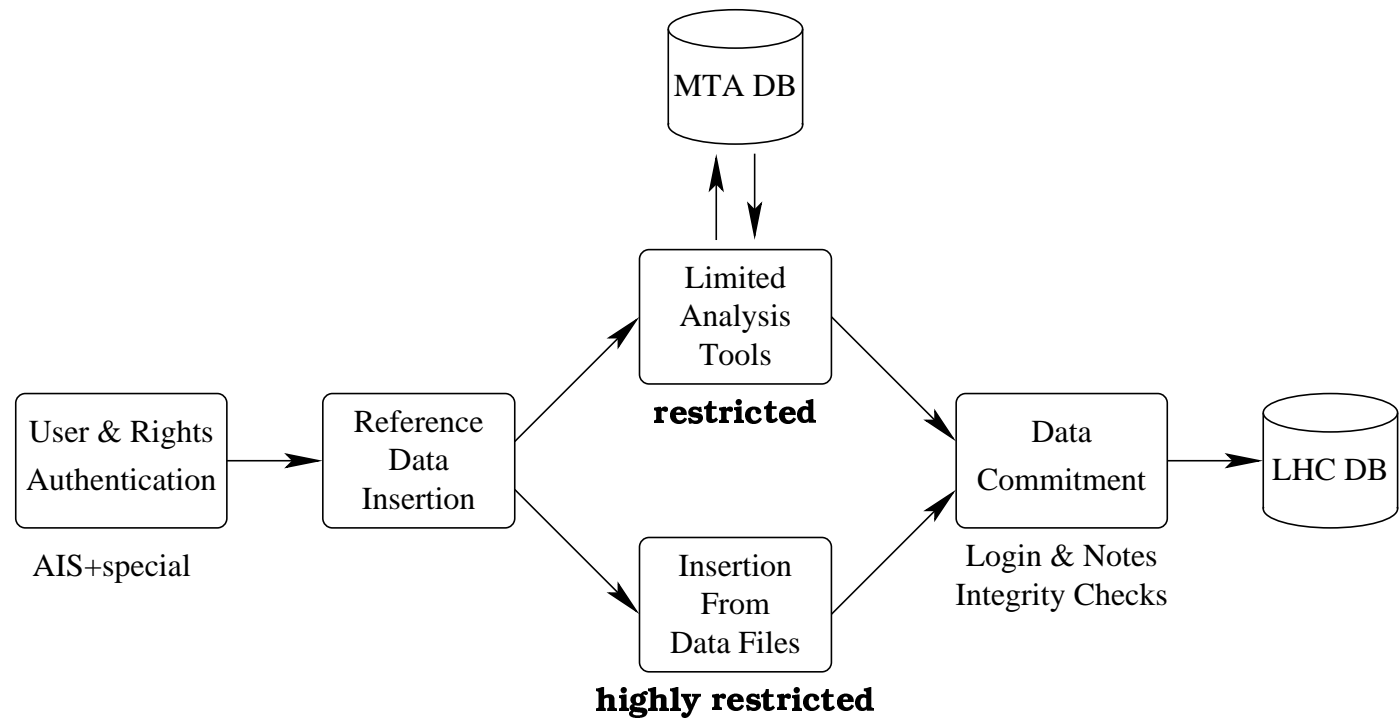 MTA DB
Limited
Analysis
Tools
restricted
User & Rights
Authentication
AIS+special
Reference
Data
Insertion
Insertion
From
Data Files
highly restricted
Data
Commitment
Login & Notes
Integrity Checks
LHC DB